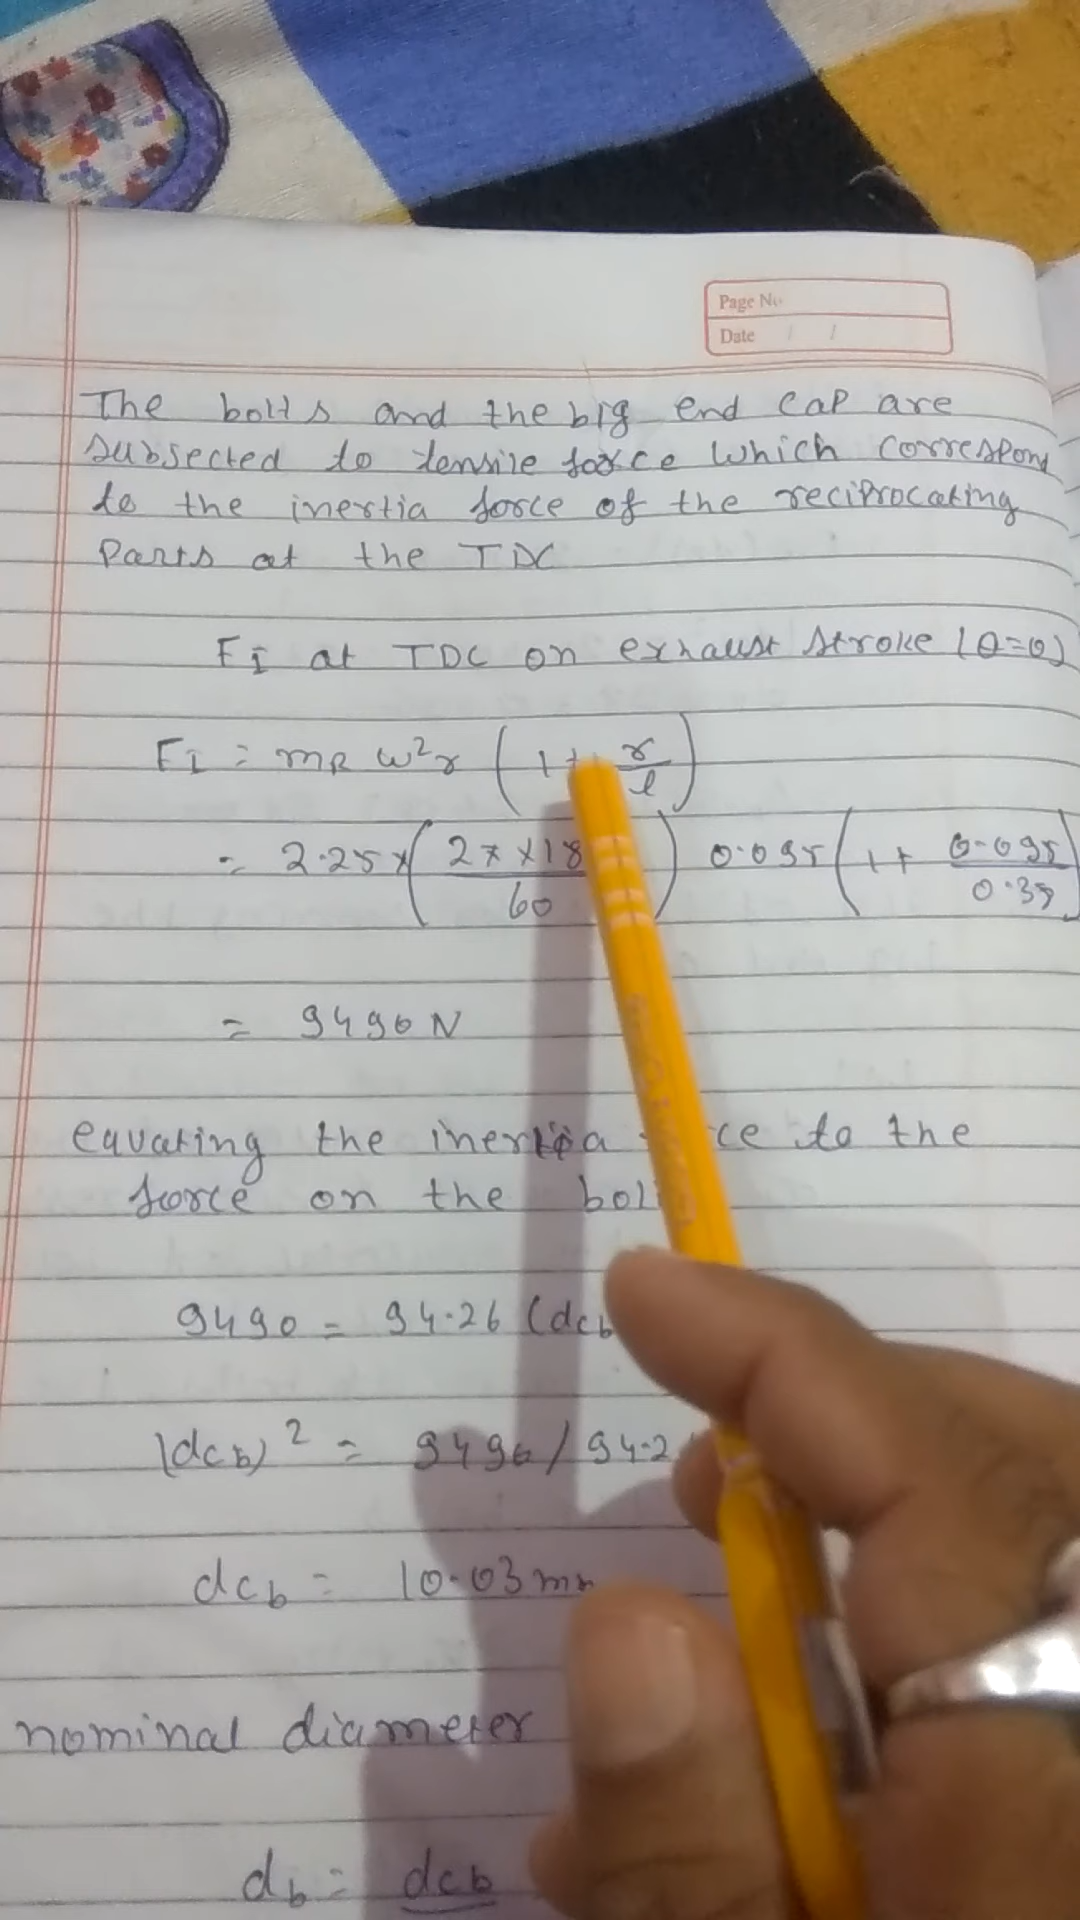 Page No
Date / /
The bolts and the big end cap are
subjected to tensile force which correspond
to the inertia force of the reciprocating
Parts at the TDC
FI at TDC on exhaust stroke (θ=0)
FI = mR ω²r (1+ r/l)
= 2.25 × (2π×18 / 60) 0.095 (1+ 0.095/0.38)
= 9490 N
equating the inertia ce to the
force on the bol
9490 = 94.26 (dcb
(dcb)² = 9490/94.2
dcb = 10.03 mm
nominal diameter
db = dcb